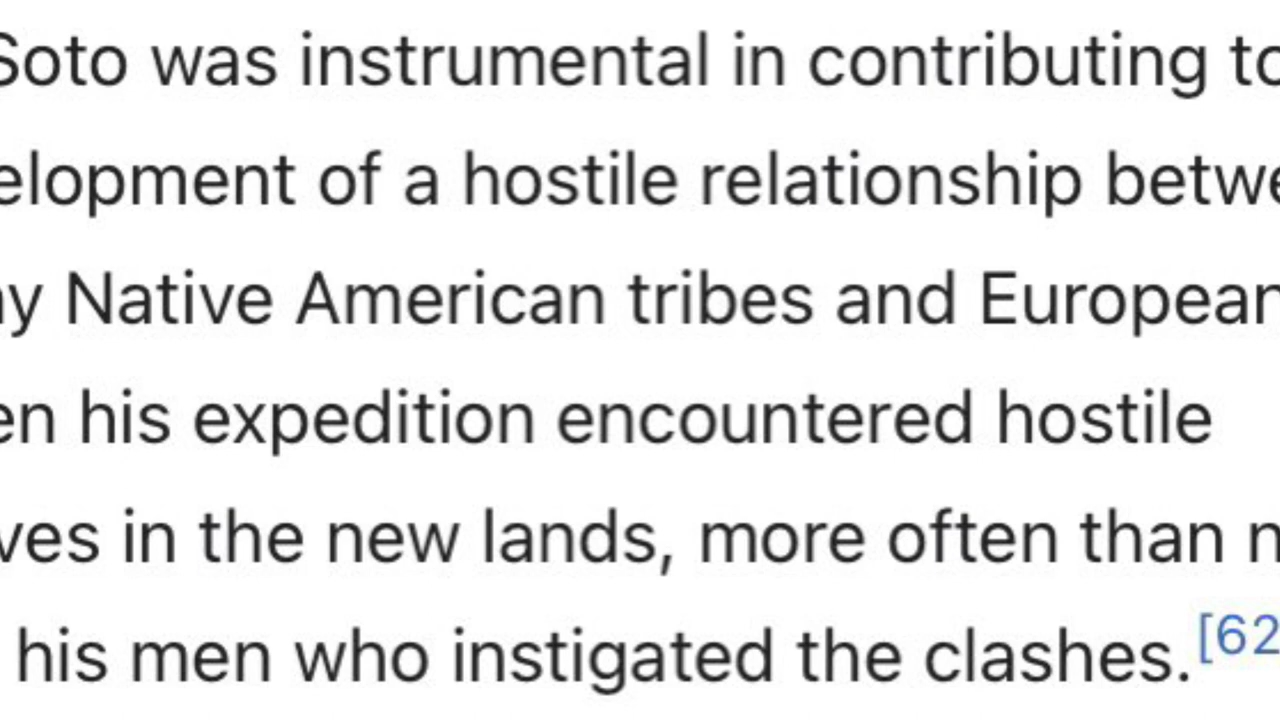 Soto was instrumental in contributing to
elopment of a hostile relationship betwe
y Native American tribes and European
en his expedition encountered hostile
ves in the new lands, more often than n
his men who instigated the clashes.[62